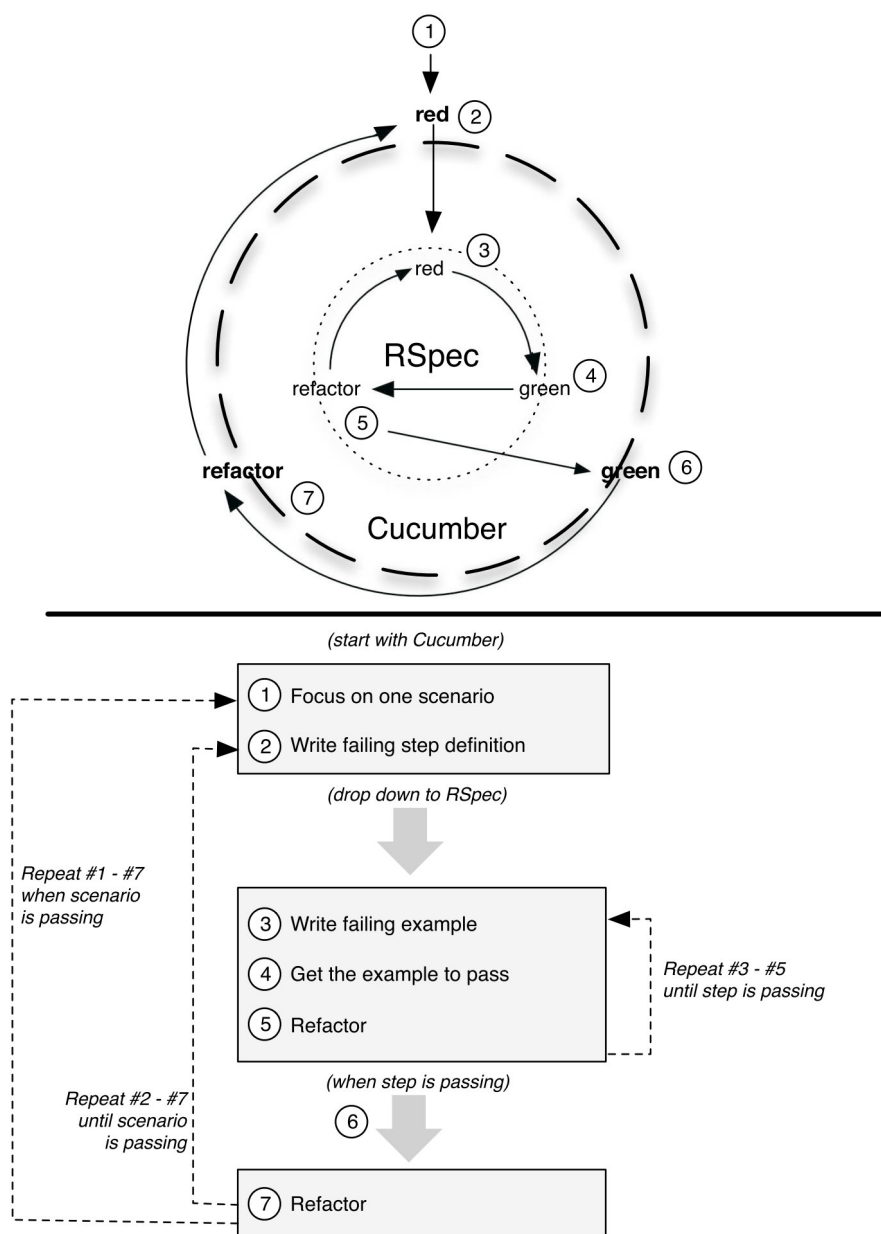 1
red 2
3
red
RSpec
refactor
green 4
5
refactor
green 6
7
Cucumber
(start with Cucumber)
1 Focus on one scenario
2 Write failing step definition
(drop down to RSpec)
Repeat #1 - #7
when scenario
is passing
3 Write failing example
4 Get the example to pass
5 Refactor
Repeat #3 - #5
until step is passing
(when step is passing)
6
Repeat #2 - #7
until scenario
is passing
7 Refactor